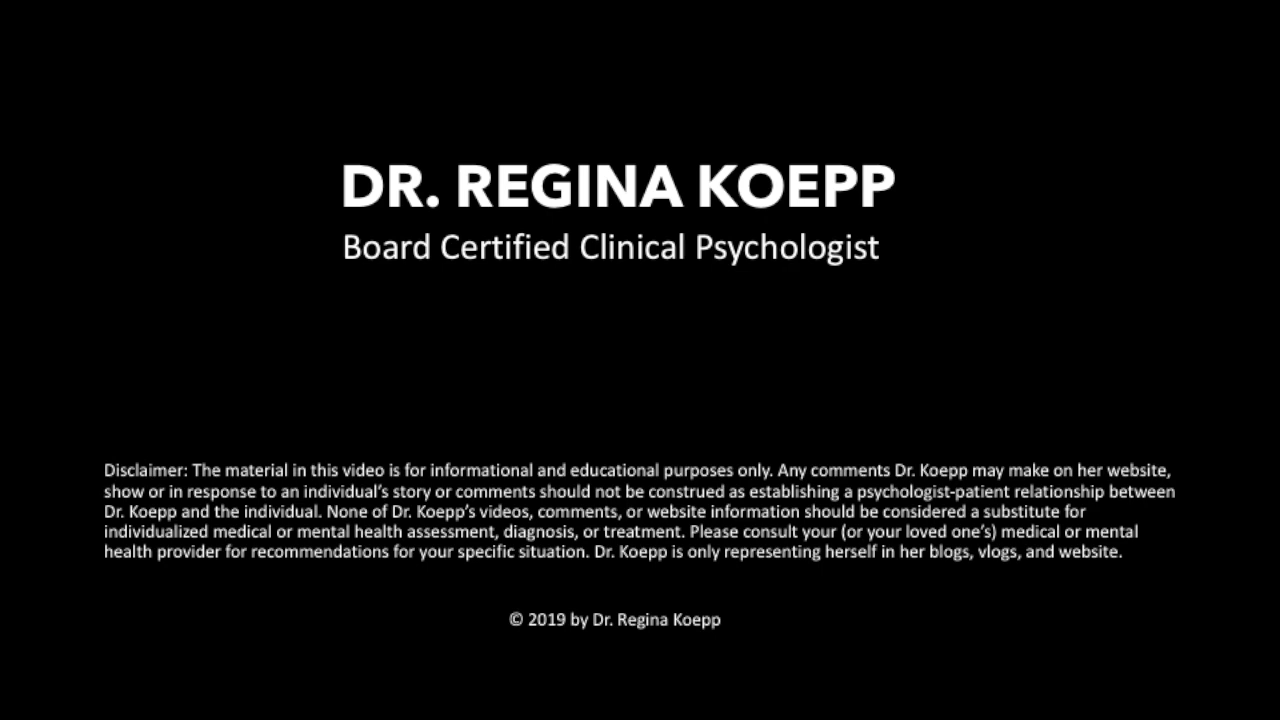 DR. REGINA KOEPP
Board Certified Clinical Psychologist
Disclaimer: The material in this video is for informational and educational purposes only. Any comments Dr. Koepp may make on her website,
show or in response to an individual's story or comments should not be construed as establishing a psychologist-patient relationship between
Dr. Koepp and the individual. None of Dr. Koepp's videos, comments, or website information should be considered a substitute for
individualized medical or mental health assessment, diagnosis, or treatment. Please consult your (or your loved one's) medical or mental
health provider for recommendations for your specific situation. Dr. Koepp is only representing herself in her blogs, vlogs, and website.
© 2019 by Dr. Regina Koepp